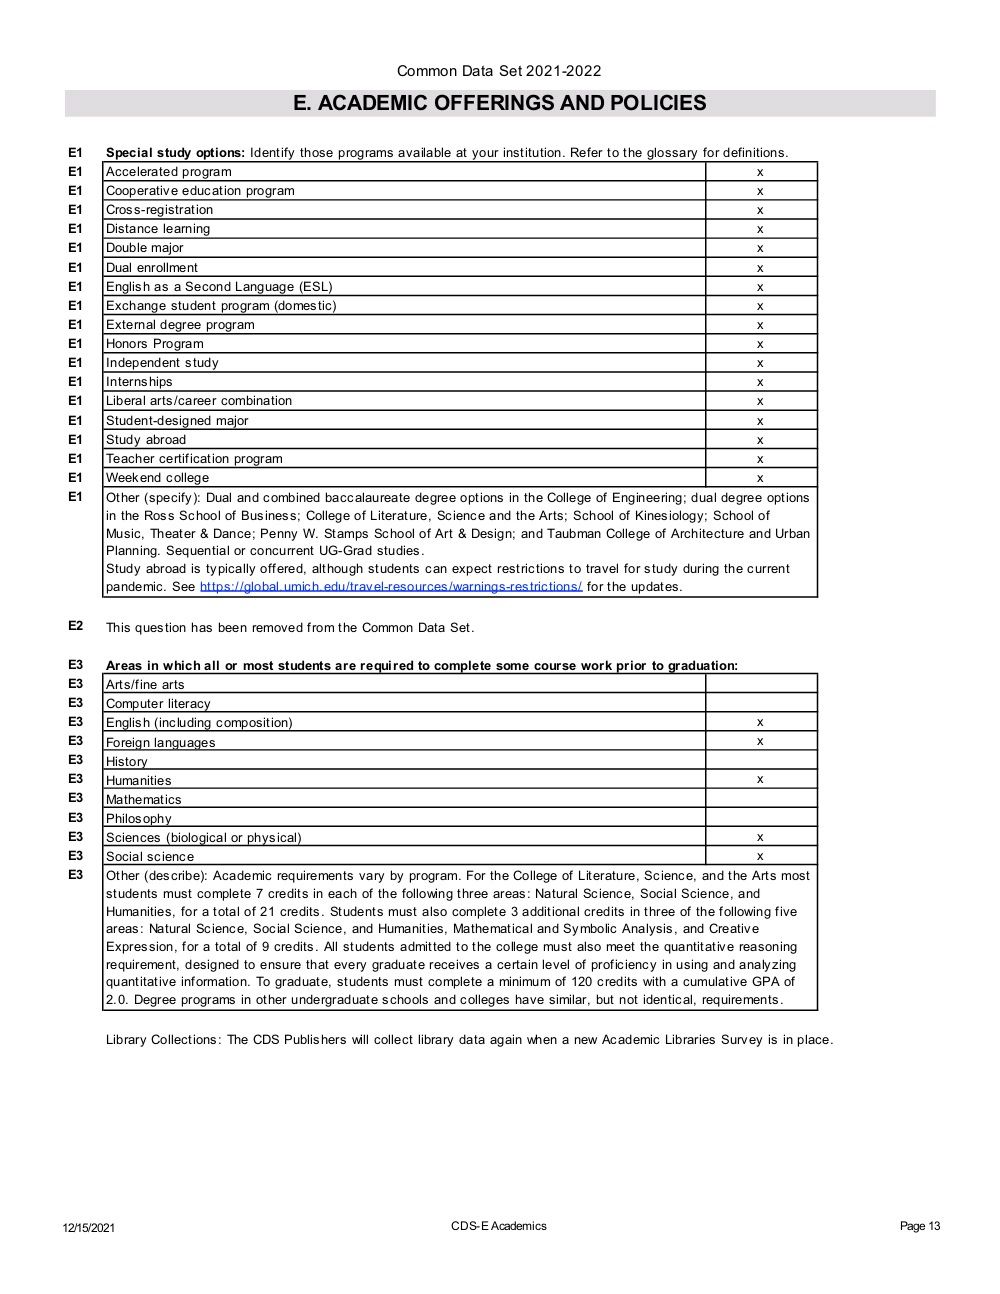 Common Data Set 2021-2022
E. ACADEMIC OFFERINGS AND POLICIES
E1 Special study options: Identify those programs available at your institution. Refer to the glossary for definitions.
E1 Accelerated program x
E1 Cooperative education program x
E1 Cross-registration x
E1 Distance learning x
E1 Double major x
E1 Dual enrollment x
E1 English as a Second Language (ESL) x
E1 Exchange student program (domestic) x
E1 External degree program x
E1 Honors Program x
E1 Independent study x
E1 Internships x
E1 Liberal arts/career combination x
E1 Student-designed major x
E1 Study abroad x
E1 Teacher certification program x
E1 Weekend college x
E1 Other (specify): Dual and combined baccalaureate degree options in the College of Engineering; dual degree options
in the Ross School of Business; College of Literature, Science and the Arts; School of Kinesiology; School of
Music, Theater & Dance; Penny W. Stamps School of Art & Design; and Taubman College of Architecture and Urban
Planning. Sequential or concurrent UG-Grad studies.
Study abroad is typically offered, although students can expect restrictions to travel for study during the current
pandemic. See https://global.umich.edu/travel-resources/warnings-restrictions/ for the updates.
E2 This question has been removed from the Common Data Set.
E3 Areas in which all or most students are required to complete some course work prior to graduation:
E3 Arts/fine arts
E3 Computer literacy
E3 English (including composition) x
E3 Foreign languages x
E3 History
E3 Humanities x
E3 Mathematics
E3 Philosophy
E3 Sciences (biological or physical) x
E3 Social science x
E3 Other (describe): Academic requirements vary by program. For the College of Literature, Science, and the Arts most
students must complete 7 credits in each of the following three areas: Natural Science, Social Science, and
Humanities, for a total of 21 credits. Students must also complete 3 additional credits in three of the following five
areas: Natural Science, Social Science, and Humanities, Mathematical and Symbolic Analysis, and Creative
Expression, for a total of 9 credits. All students admitted to the college must also meet the quantitative reasoning
requirement, designed to ensure that every graduate receives a certain level of proficiency in using and analyzing
quantitative information. To graduate, students must complete a minimum of 120 credits with a cumulative GPA of
2.0. Degree programs in other undergraduate schools and colleges have similar, but not identical, requirements.
Library Collections: The CDS Publishers will collect library data again when a new Academic Libraries Survey is in place.
12/15/2021 CDS-E Academics Page 13